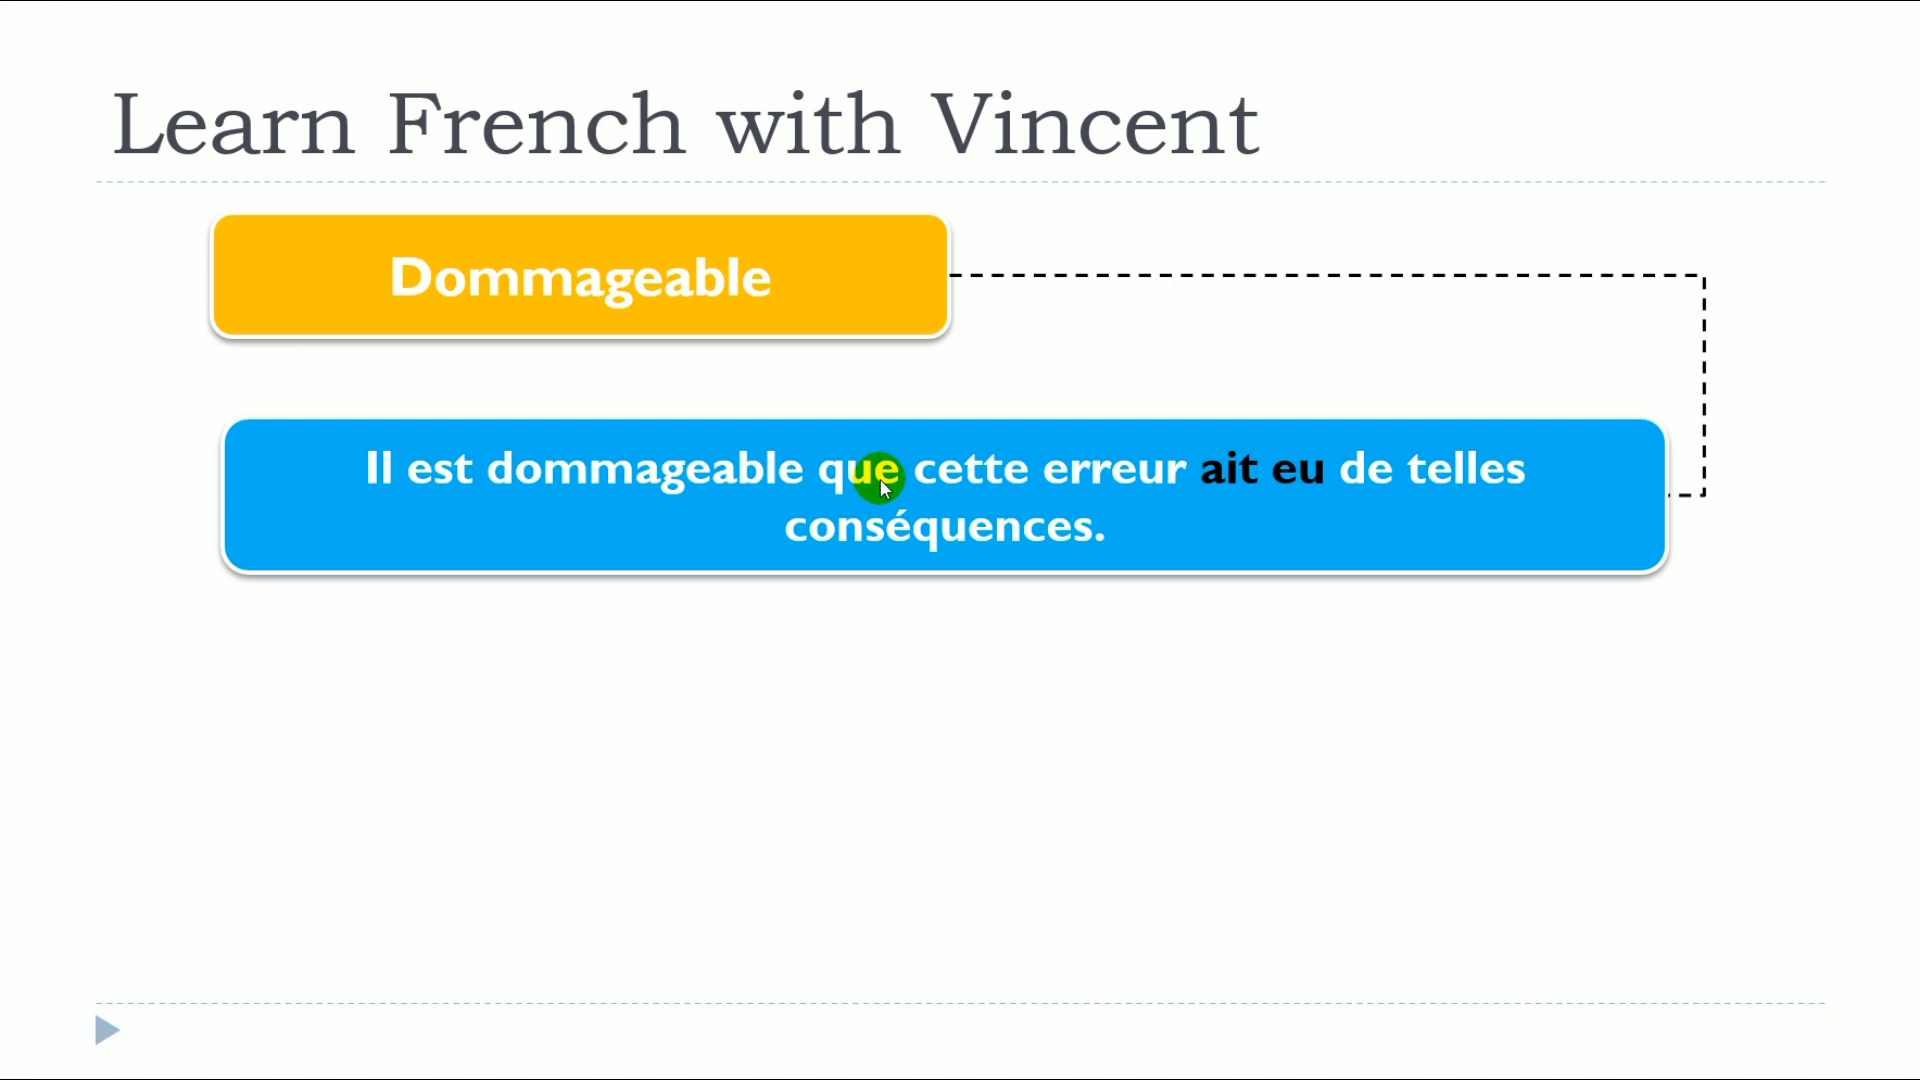 Learn French with Vincent
Dommageable
Il est dommageable que cette erreur ait eu de telles
conséquences.